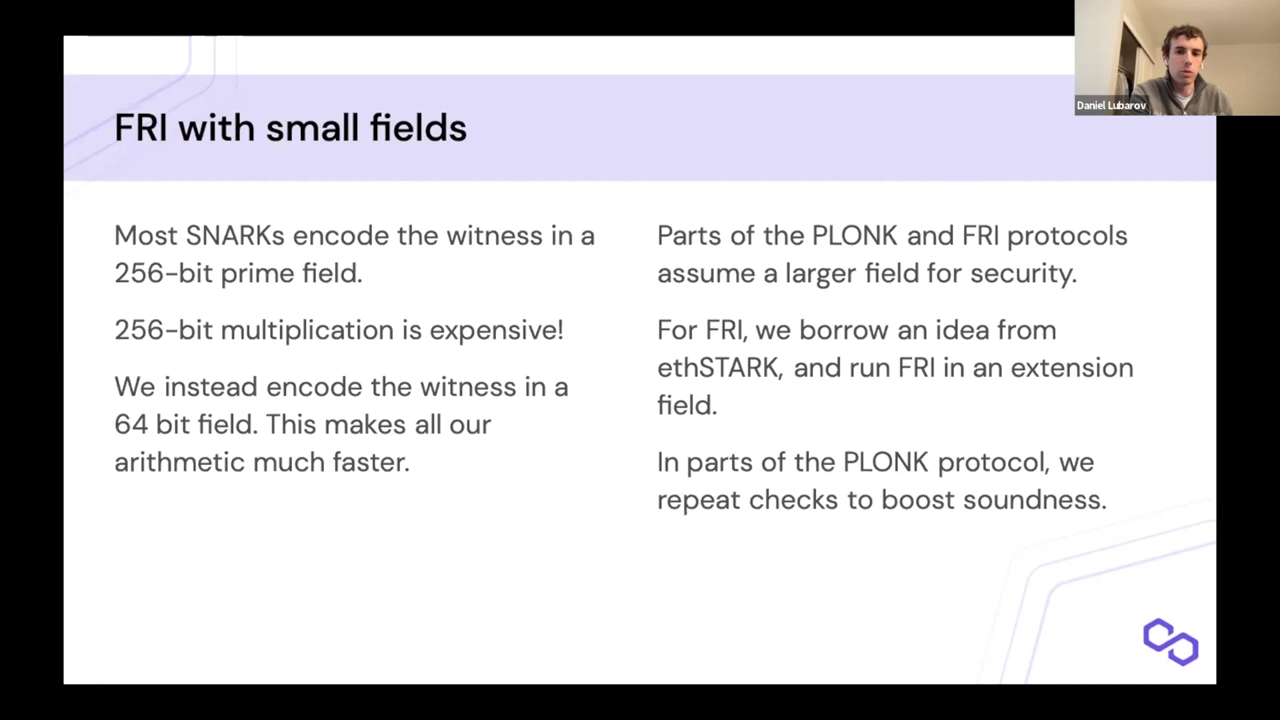 Daniel Lubarov
FRI with small fields
Most SNARKs encode the witness in a
256-bit prime field.
256-bit multiplication is expensive!
We instead encode the witness in a
64 bit field. This makes all our
arithmetic much faster.
Parts of the PLONK and FRI protocols
assume a larger field for security.
For FRI, we borrow an idea from
ethSTARK, and run FRI in an extension
field.
In parts of the PLONK protocol, we
repeat checks to boost soundness.